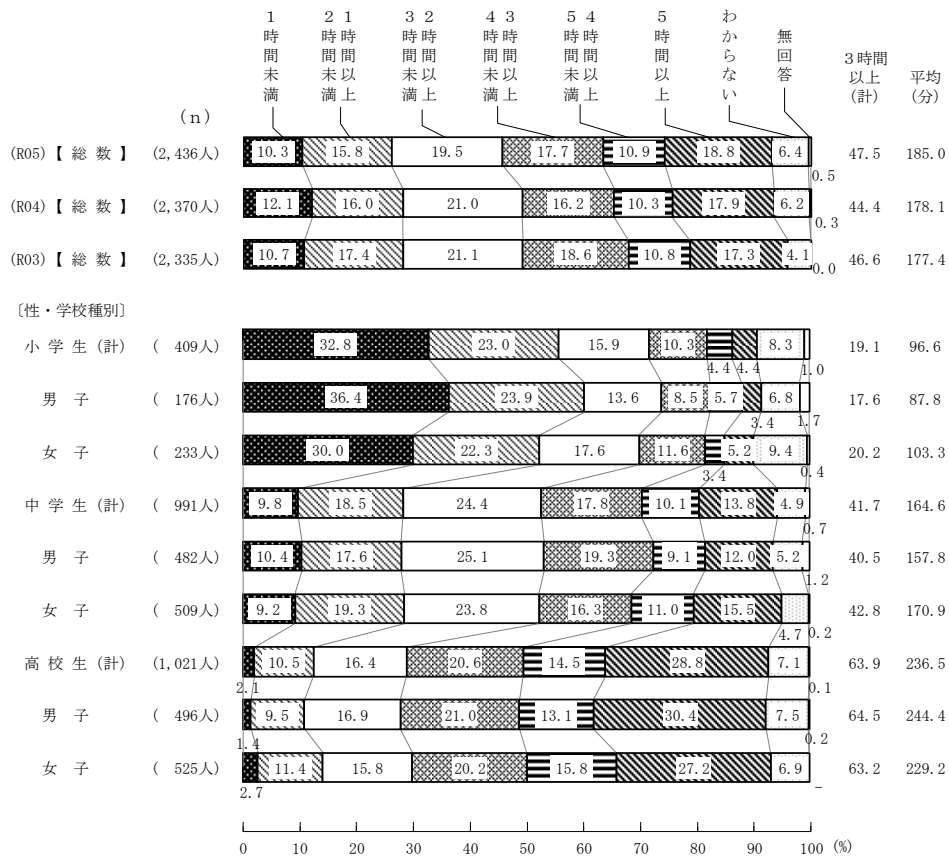 1時間未満
1時間以上
2時間未満
2時間以上
3時間未満
3時間以上
4時間未満
4時間以上
5時間未満
5時間以上
わからない
無回答
3時間以上(計)
平均(分)
(n)
(R05)【 総 数 】 (2,436人) 10.3 15.8 19.5 17.7 10.9 18.8 6.4 0.5 47.5 185.0
(R04)【 総 数 】 (2,370人) 12.1 16.0 21.0 16.2 10.3 17.9 6.2 0.3 44.4 178.1
(R03)【 総 数 】 (2,335人) 10.7 17.4 21.1 18.6 10.8 17.3 4.1 0.0 46.6 177.4
〔性・学校種別〕
小 学 生 (計) ( 409人) 32.8 23.0 15.9 10.3 4.4 4.4 8.3 1.0 19.1 96.6
男 子 ( 176人) 36.4 23.9 13.6 8.5 5.7 3.4 6.8 1.7 17.6 87.8
女 子 ( 233人) 30.0 22.3 17.6 11.6 3.4 5.2 9.4 0.4 20.2 103.3
中 学 生 (計) ( 991人) 9.8 18.5 24.4 17.8 10.1 13.8 4.9 0.7 41.7 164.6
男 子 ( 482人) 10.4 17.6 25.1 19.3 9.1 12.0 5.2 1.2 40.5 157.8
女 子 ( 509人) 9.2 19.3 23.8 16.3 11.0 15.5 4.7 0.2 42.8 170.9
高 校 生 (計) (1,021人) 2.1 10.5 16.4 20.6 14.5 28.8 7.1 0.1 63.9 236.5
男 子 ( 496人) 1.4 9.5 16.9 21.0 13.1 30.4 7.5 0.2 64.5 244.4
女 子 ( 525人) 2.7 11.4 15.8 20.2 15.8 27.2 6.9 － 63.2 229.2
0 10 20 30 40 50 60 70 80 90 100 (%)